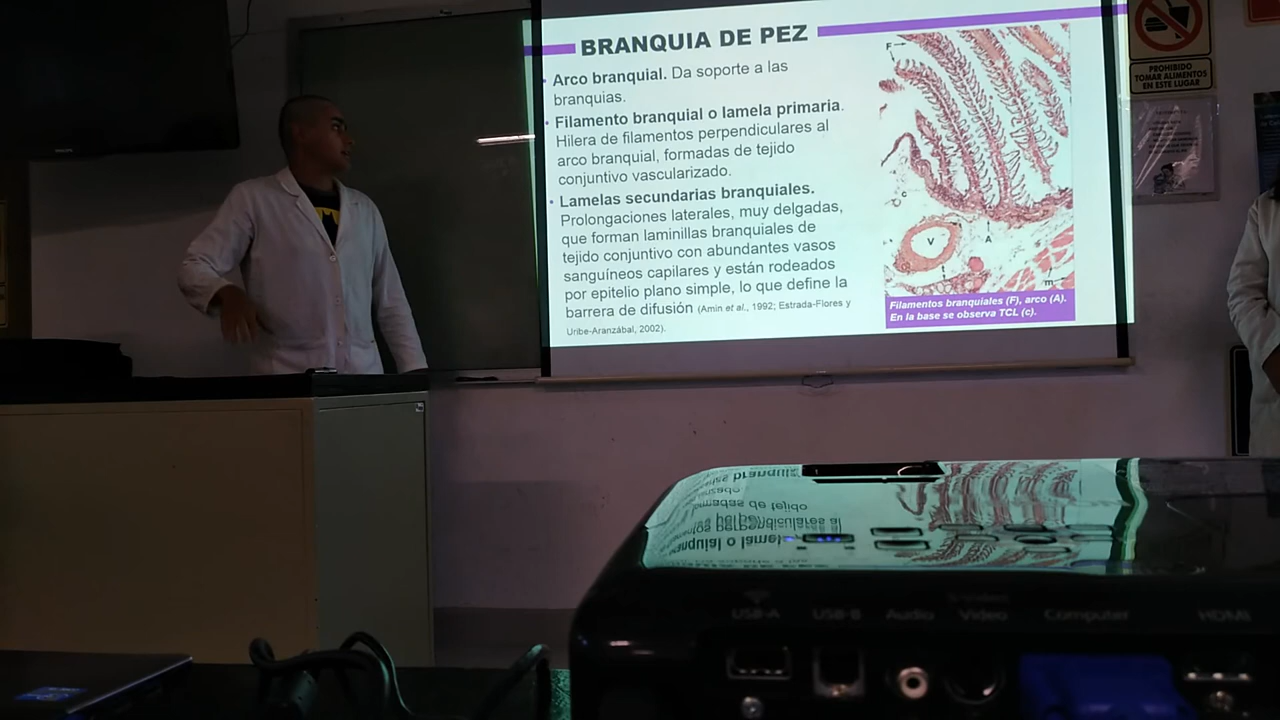 BRANQUIA DE PEZ
• Arco branquial. Da soporte a las
branquias.
• Filamento branquial o lamela primaria.
Hilera de filamentos perpendiculares al
arco branquial, formadas de tejido
conjuntivo vascularizado.
• Lamelas secundarias branquiales.
Prolongaciones laterales, muy delgadas,
que forman laminillas branquiales de
tejido conjuntivo con abundantes vasos
sanguíneos capilares y están rodeados
por epitelio plano simple, lo que define la
barrera de difusión (Amin et al., 1992; Estrada-Flores y
Uribe-Aranzábal, 2002).
F
c
V
A
m
Filamentos branquiales (F), arco (A).
En la base se observa TCL (c).
PROHIBIDO
TOMAR ALIMENTOS
EN ESTE LUGAR
PHILIPS
USB-A USB-B Audio Video Computer HDMI